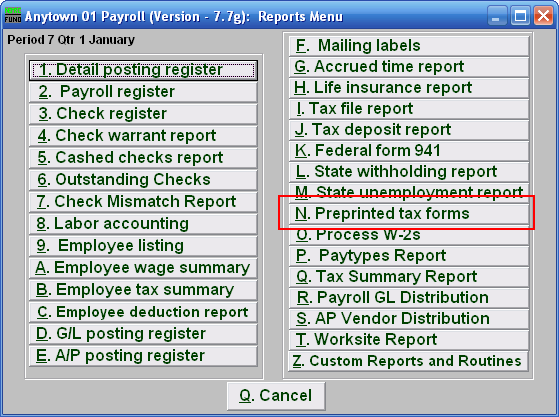 TEN
FUND
Anytown 01 Payroll (Version - 7.7g):  Reports Menu
Period 7 Qtr 1 January
1. Detail posting register
2. Payroll register
3. Check register
4. Check warrant report
5. Cashed checks report
6. Outstanding Checks
7. Check Mismatch Report
8. Labor accounting
9. Employee listing
A. Employee wage summary
B. Employee tax summary
C. Employee deduction report
D. G/L posting register
E. A/P posting register
F. Mailing labels
G. Accrued time report
H. Life insurance report
I. Tax file report
J. Tax deposit report
K. Federal form 941
L. State withholding report
M. State unemployment report
N. Preprinted tax forms
O. Process W-2s
P. Paytypes Report
Q. Tax Summary Report
R. Payroll GL Distribution
S. AP Vendor Distribution
T. Worksite Report
Z. Custom Reports and Routines
Q. Cancel